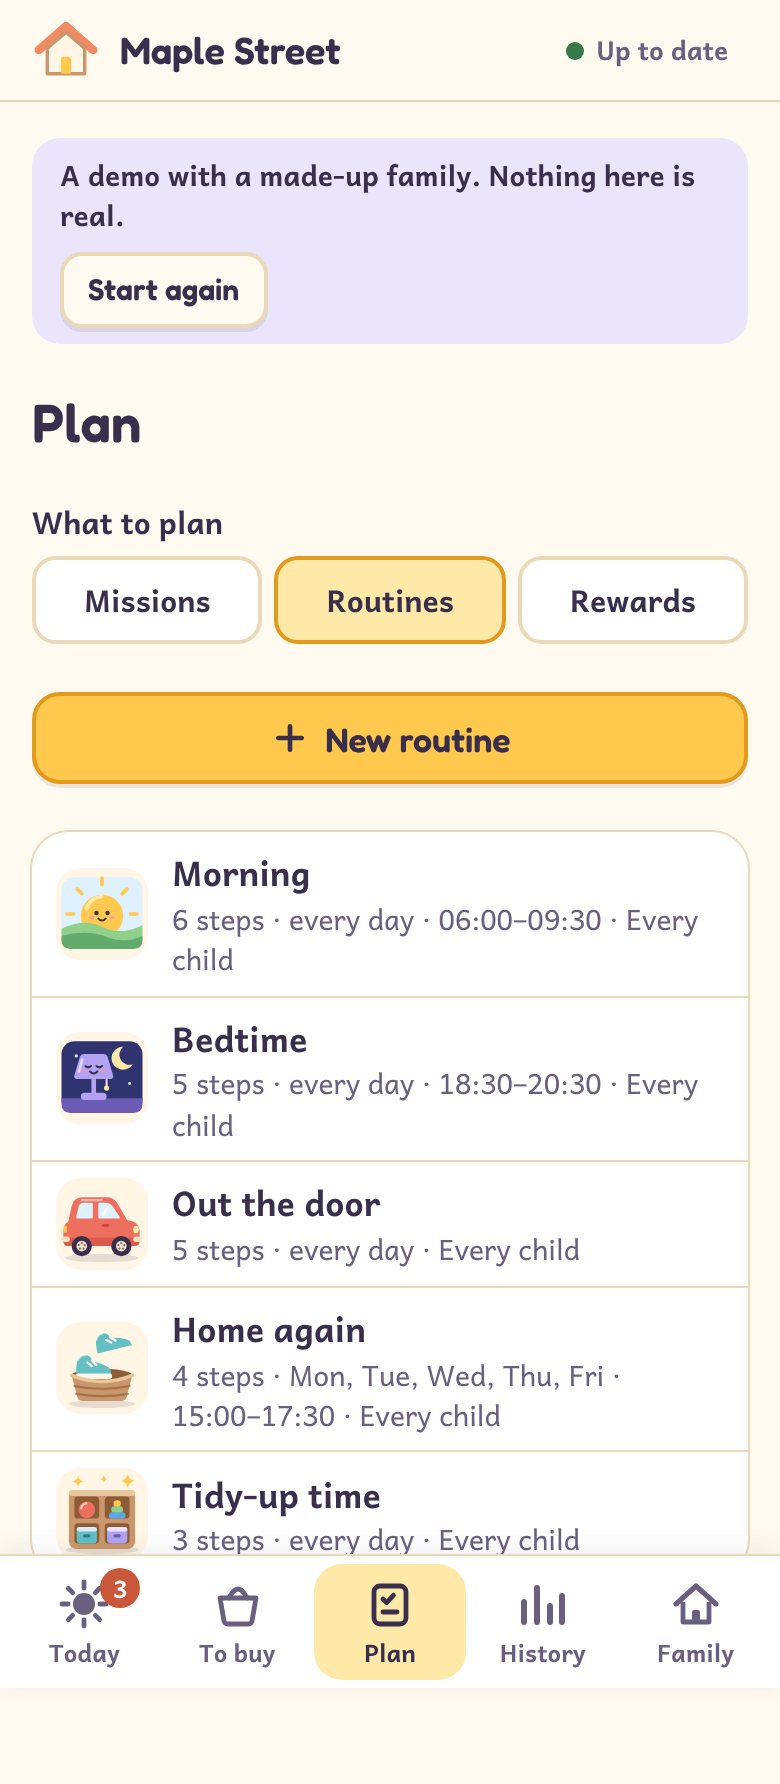 Maple Street
Up to date
A demo with a made-up family. Nothing here is
real.
Start again
Plan
What to plan
Missions
Routines
Rewards
+ New routine
Morning
6 steps · every day · 06:00–09:30 · Every
child
Bedtime
5 steps · every day · 18:30–20:30 · Every
child
Out the door
5 steps · every day · Every child
Home again
4 steps · Mon, Tue, Wed, Thu, Fri ·
15:00–17:30 · Every child
Tidy-up time
3 steps · every day · Every child
3
Today
To buy
Plan
History
Family